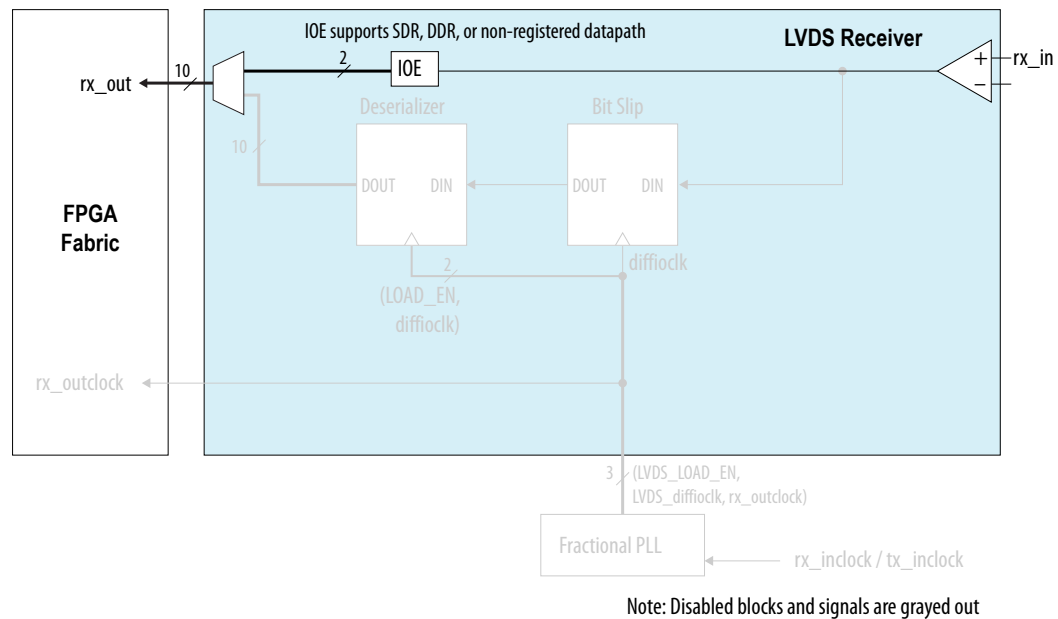 IOE supports SDR, DDR, or non-registered datapath
LVDS Receiver
2
IOE
+
rx_in
10
rx_out
–
Deserializer
Bit Slip
10
DOUT
DIN
DOUT
DIN
FPGA
Fabric
2
diffioclk
(LOAD_EN,
diffioclk)
rx_outclock
3
(LVDS_LOAD_EN,
LVDS_diffioclk, rx_outclock)
Fractional PLL
rx_inclock / tx_inclock
Note: Disabled blocks and signals are grayed out